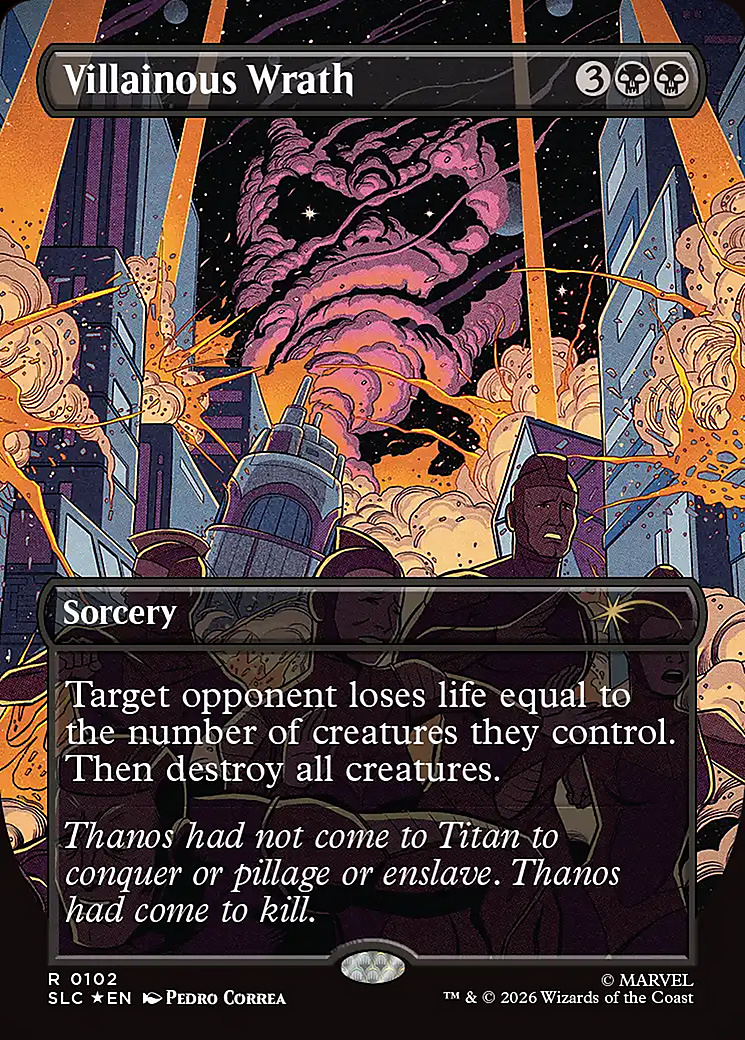 Villainous Wrath 3
Sorcery
Target opponent loses life equal to
the number of creatures they control.
Then destroy all creatures.
Thanos had not come to Titan to
conquer or pillage or enslave. Thanos
had come to kill.
R 0102
SLC ★ EN Pedro Correa
© MARVEL
™ & © 2026 Wizards of the Coast